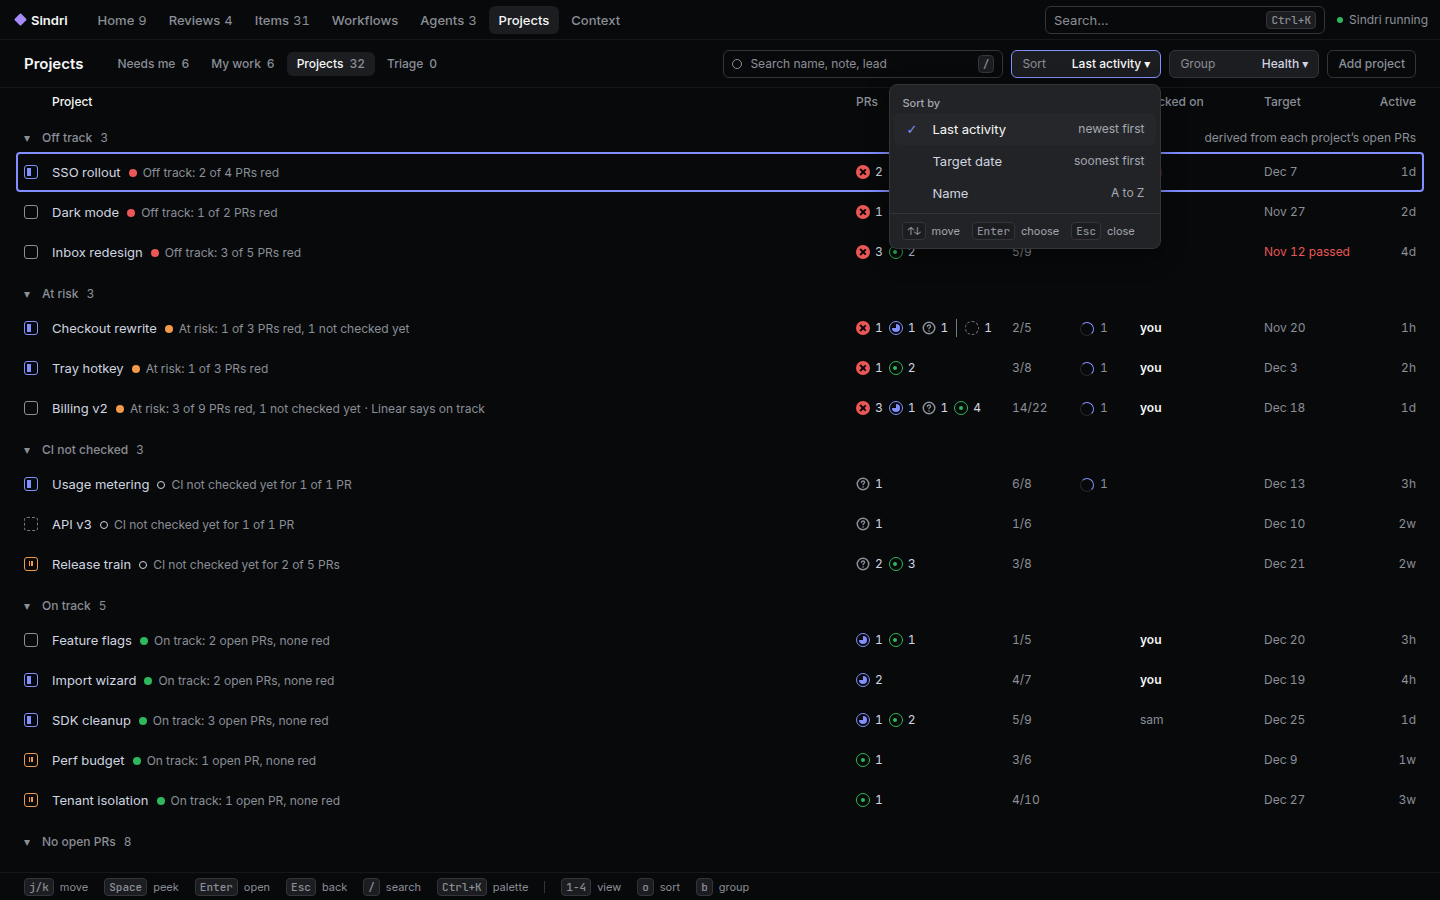 Sindri Home 9 Reviews 4 Items 31 Workflows Agents 3 Projects Context Search... Ctrl+K Sindri running
Projects Needs me 6 My work 6 Projects 32 Triage 0 Search name, note, lead / Sort Last activity ▾ Group Health ▾ Add project
Project PRs cked on Target Active
Sort by
✓ Last activity newest first
Target date soonest first
Name A to Z
↑↓ move Enter choose Esc close
▾ Off track 3 derived from each project's open PRs
SSO rollout Off track: 2 of 4 PRs red 2 Dec 7 1d
Dark mode Off track: 1 of 2 PRs red 1 Nov 27 2d
Inbox redesign Off track: 3 of 5 PRs red 3 2 5/9 Nov 12 passed 4d
▾ At risk 3
Checkout rewrite At risk: 1 of 3 PRs red, 1 not checked yet 1 1 1 1 2/5 1 you Nov 20 1h
Tray hotkey At risk: 1 of 3 PRs red 1 2 3/8 1 you Dec 3 2h
Billing v2 At risk: 3 of 9 PRs red, 1 not checked yet · Linear says on track 3 1 1 4 14/22 1 you Dec 18 1d
▾ CI not checked 3
Usage metering CI not checked yet for 1 of 1 PR 1 6/8 1 Dec 13 3h
API v3 CI not checked yet for 1 of 1 PR 1 1/6 Dec 10 2w
Release train CI not checked yet for 2 of 5 PRs 2 3 3/8 Dec 21 2w
▾ On track 5
Feature flags On track: 2 open PRs, none red 1 1 1/5 you Dec 20 3h
Import wizard On track: 2 open PRs, none red 2 4/7 you Dec 19 4h
SDK cleanup On track: 3 open PRs, none red 1 2 5/9 sam Dec 25 1d
Perf budget On track: 1 open PR, none red 1 3/6 Dec 9 1w
Tenant isolation On track: 1 open PR, none red 1 4/10 Dec 27 3w
▾ No open PRs 8
j/k move Space peek Enter open Esc back / search Ctrl+K palette 1-4 view o sort b group